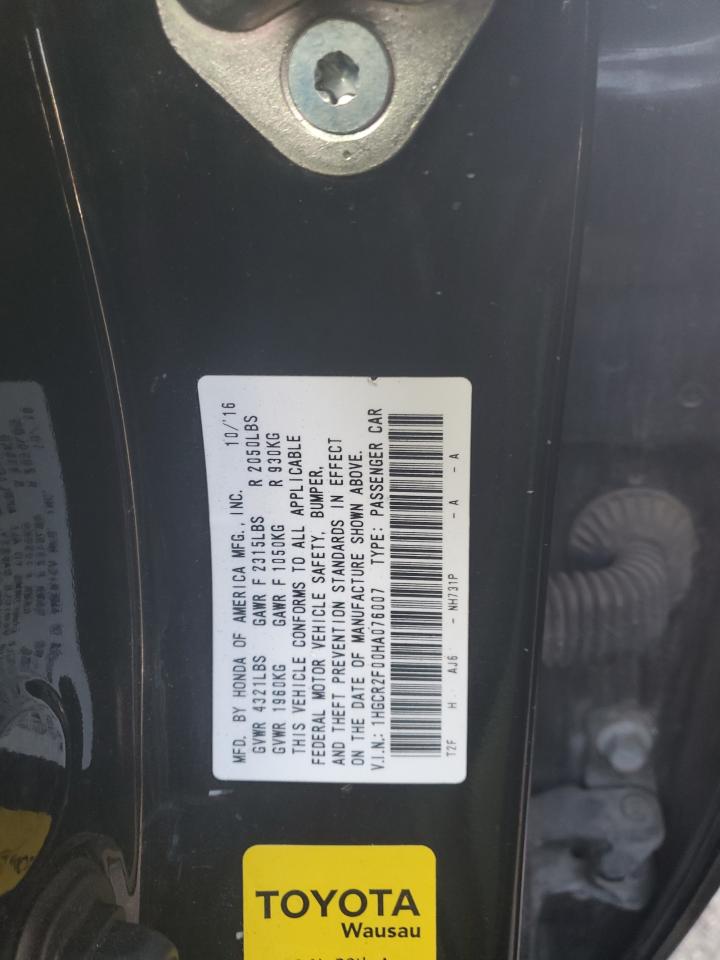 MFD. BY HONDA OF AMERICA MFG., INC. 10/'16
GVWR 4321LBS GAWR F 2315LBS R 2050LBS
GVWR 1960KG GAWR F 1050KG R 930KG
THIS VEHICLE CONFORMS TO ALL APPLICABLE
FEDERAL MOTOR VEHICLE SAFETY, BUMPER,
AND THEFT PREVENTION STANDARDS IN EFFECT
ON THE DATE OF MANUFACTURE SHOWN ABOVE.
V.I.N.: 1HGCR2F00HA076007 TYPE: PASSENGER CAR
T2F H. AJ6 - NH731P - A - A
TOYOTA
Wausau